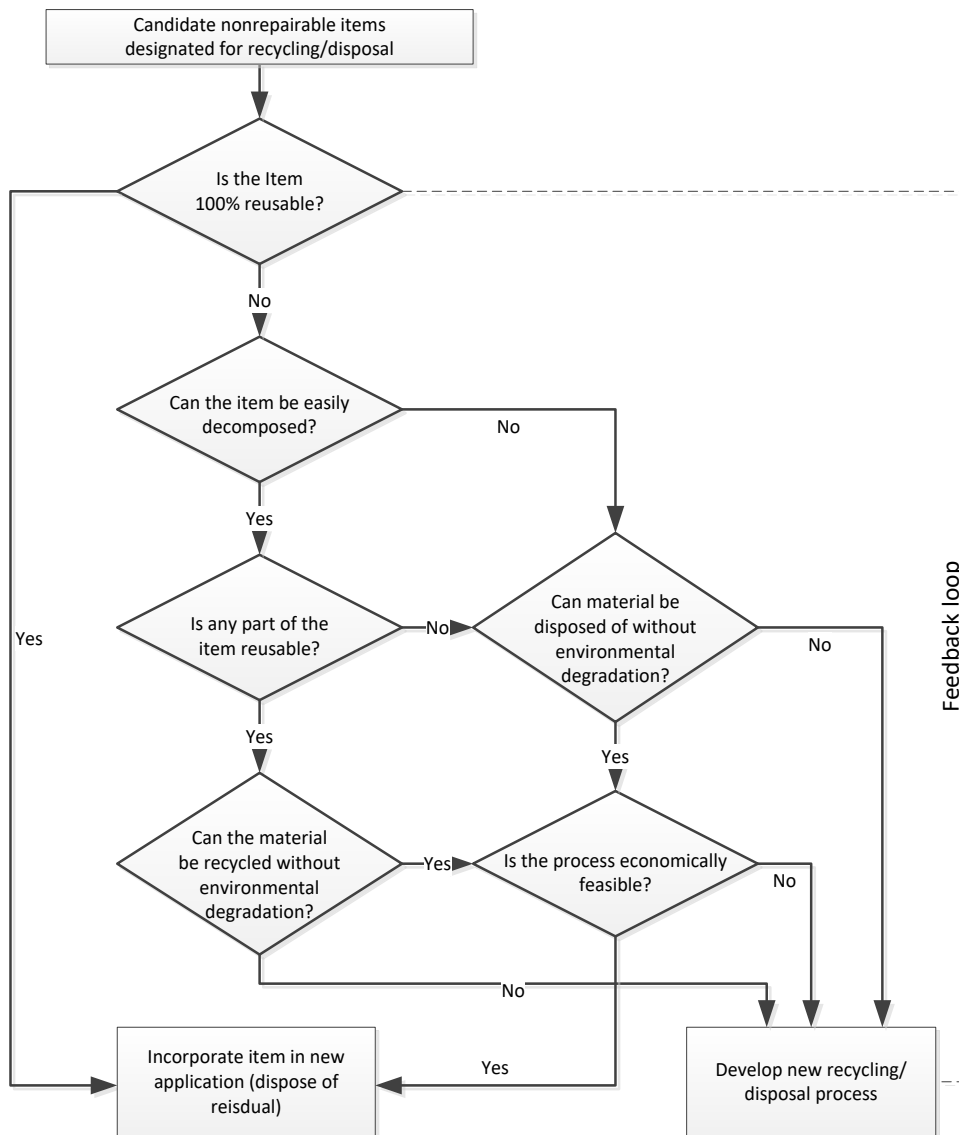 Candidate nonrepairable items
designated for recycling/disposal
Is the Item
100% reusable?
No
Can the item be easily
decomposed?
No
Yes
Is any part of the
item reusable?
No
Can material be
disposed of without
environmental
degradation?
No
Yes
Feedback loop
Yes
Yes
Can the material
be recycled without
environmental
degradation?
Yes
Is the process economically
feasible?
No
No
Incorporate item in new
application (dispose of
reisdual)
Yes
Develop new recycling/
disposal process